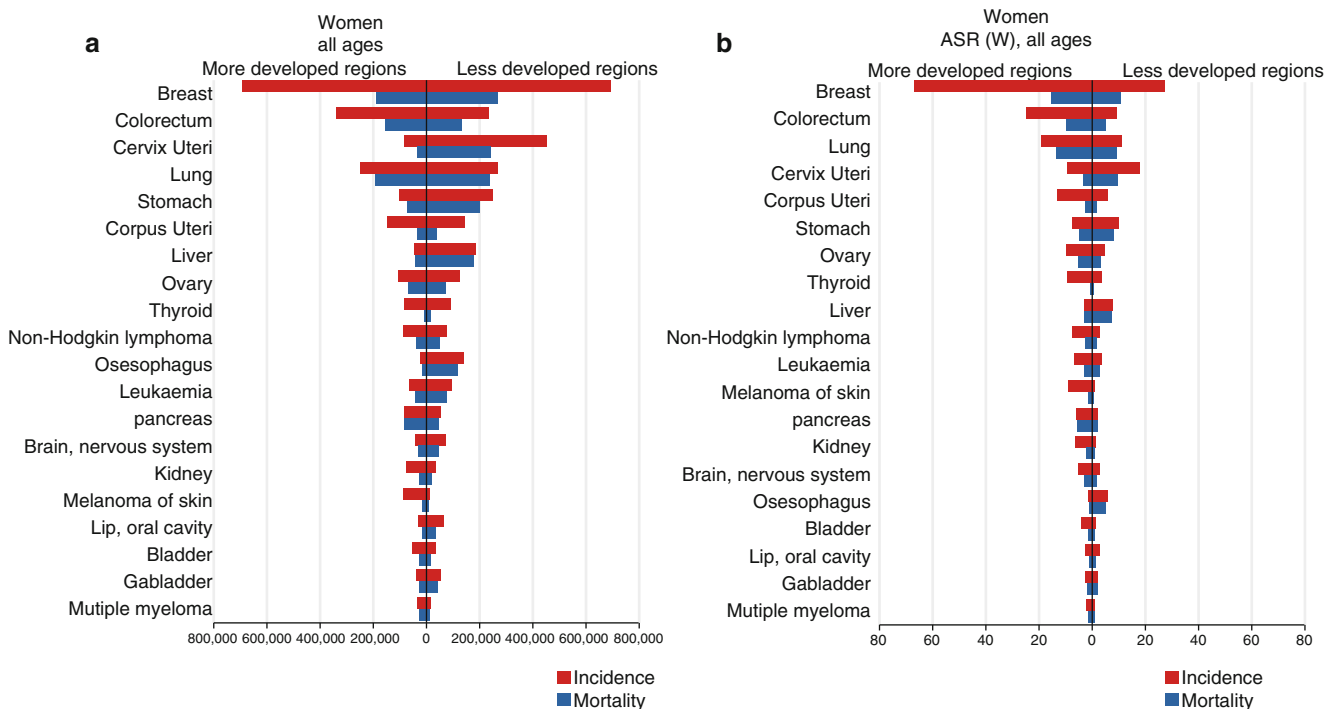 a
Women
all ages
More developed regions
Less developed regions
Breast
Colorectum
Cervix Uteri
Lung
Stomach
Corpus Uteri
Liver
Ovary
Thyroid
Non-Hodgkin lymphoma
Osesophagus
Leukaemia
pancreas
Brain, nervous system
Kidney
Melanoma of skin
Lip, oral cavity
Bladder
Gabladder
Mutiple myeloma
800,000 600,000 400,000 200,000 0 200,000 400,000 600,000 800,000
Incidence
Mortality
b
Women
ASR (W), all ages
More developed regions
Less developed regions
Breast
Colorectum
Lung
Cervix Uteri
Corpus Uteri
Stomach
Ovary
Thyroid
Liver
Non-Hodgkin lymphoma
Leukaemia
Melanoma of skin
pancreas
Kidney
Brain, nervous system
Osesophagus
Bladder
Lip, oral cavity
Gabladder
Mutiple myeloma
80 60 40 20 0 20 40 60 80
Incidence
Mortality